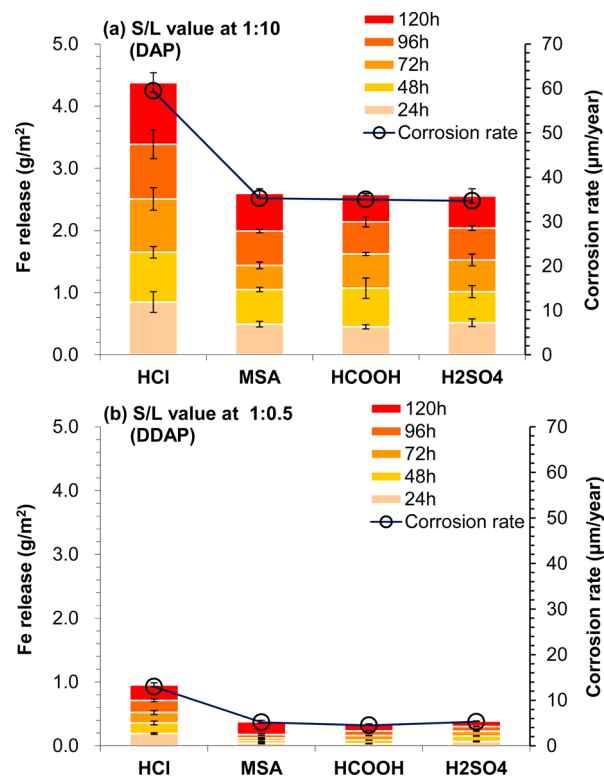 (a) S/L value at 1:10
(DAP)
120h
96h
72h
48h
24h
Corrosion rate
Fe release (g/m²)
5.0
4.0
3.0
2.0
1.0
0.0
Corrosion rate (µm/year)
70
60
50
40
30
20
10
0
HCl
MSA
HCOOH
H2SO4
(b) S/L value at 1:0.5
(DDAP)
120h
96h
72h
48h
24h
Corrosion rate
Fe release (g/m²)
5.0
4.0
3.0
2.0
1.0
0.0
Corrosion rate (µm/year)
70
60
50
40
30
20
10
0
HCl
MSA
HCOOH
H2SO4